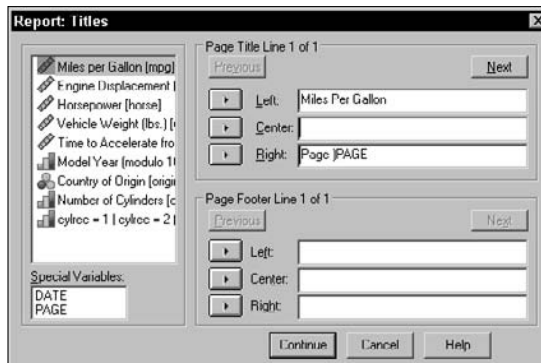 Report: Titles
Miles per Gallon [mpg]
Engine Displacement [
Horsepower [horse]
Vehicle Weight (lbs.) [
Time to Accelerate fro
Model Year (modulo 10
Country of Origin [origi
Number of Cylinders [c
cylrec = 1 | cylrec = 2 |
Special Variables:
DATE
PAGE
Page Title Line 1 of 1
Previous
Next
Left:
Miles Per Gallon
Center:
Right:
Page )PAGE
Page Footer Line 1 of 1
Previous
Next
Left:
Center:
Right:
Continue
Cancel
Help